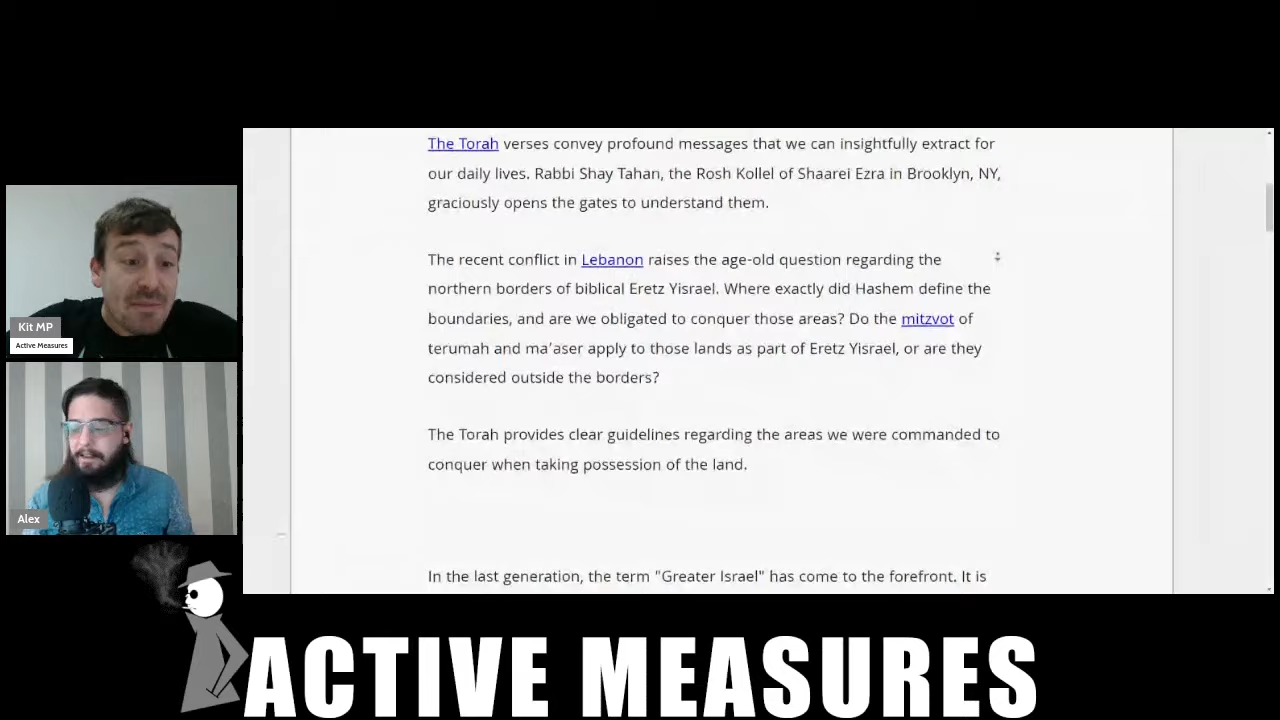 The Torah verses convey profound messages that we can insightfully extract for
our daily lives. Rabbi Shay Tahan, the Rosh Kollel of Shaarei Ezra in Brooklyn, NY,
graciously opens the gates to understand them.
The recent conflict in Lebanon raises the age-old question regarding the
northern borders of biblical Eretz Yisrael. Where exactly did Hashem define the
boundaries, and are we obligated to conquer those areas? Do the mitzvot of
terumah and ma’aser apply to those lands as part of Eretz Yisrael, or are they
considered outside the borders?
The Torah provides clear guidelines regarding the areas we were commanded to
conquer when taking possession of the land.
In the last generation, the term "Greater Israel" has come to the forefront. It is
Kit MP
Active Measures
Alex
ACTIVE MEASURES